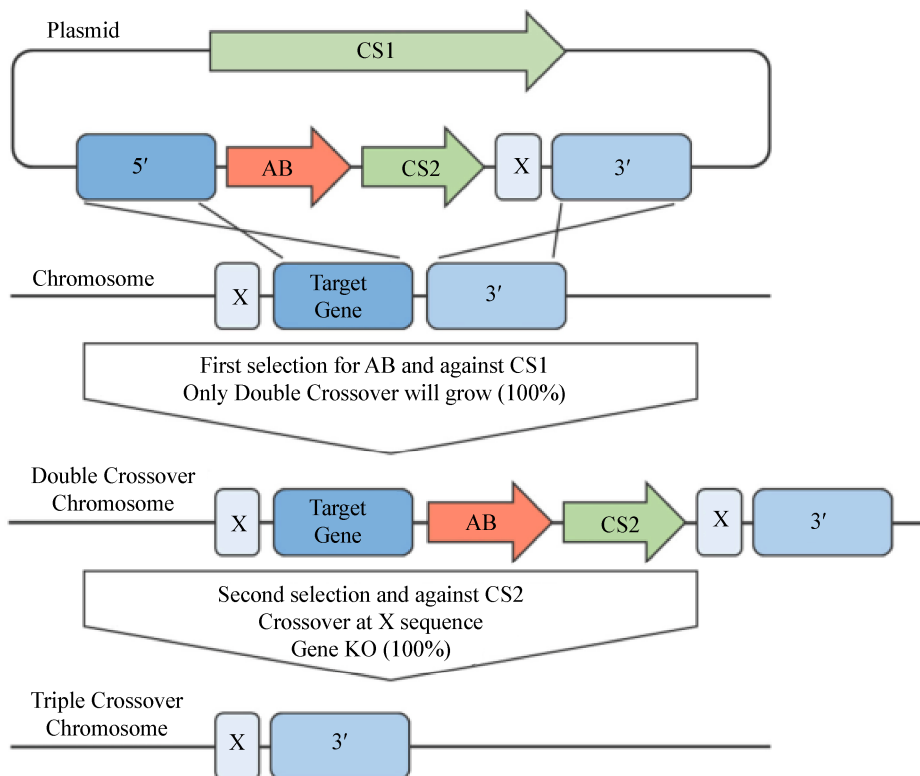 Plasmid
CS1
5′
AB
CS2
X
3′
Chromosome
X
Target
Gene
3′
First selection for AB and against CS1
Only Double Crossover will grow (100%)
Double Crossover
Chromosome
X
Target
Gene
AB
CS2
X
3′
Second selection and against CS2
Crossover at X sequence
Gene KO (100%)
Triple Crossover
Chromosome
X
3′